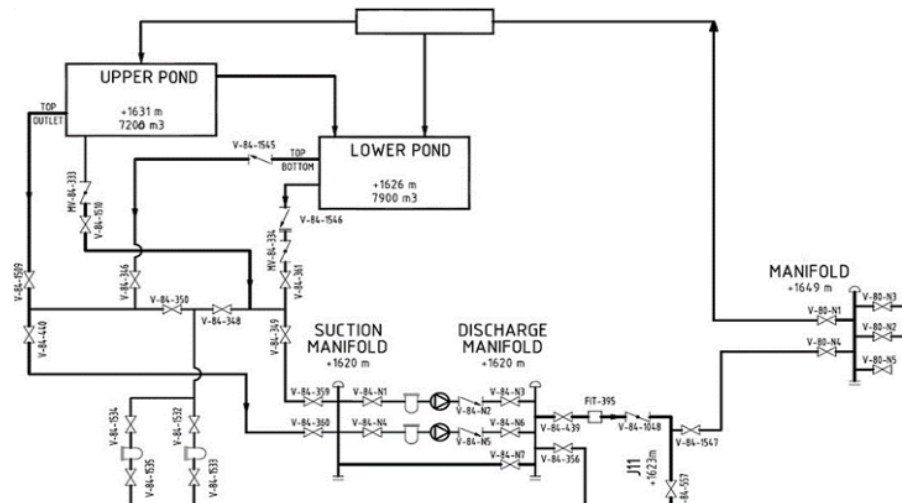 UPPER POND
+1631 m
7200 m3
TOP
OUTLET
V-84-1545
TOP
BOTTOM
LOWER POND
+1626 m
7900 m3
MV-84-333
V-84-1510
V-84-1546
MV-84-334
V-84-361
V-84-1509
V-84-346
V-84-350
V-84-348
V-84-349
V-84-440
MANIFOLD
+1649 m
V-80-N3
V-80-N1
V-80-N2
V-80-N4
V-80-N5
SUCTION
MANIFOLD
+1620 m
DISCHARGE
MANIFOLD
+1620 m
V-84-359
V-84-N1
V-84-N2
V-84-N3
FIT-395
V-84-439
V-84-1048
V-84-1547
V-84-360
V-84-N4
V-84-N5
V-84-N6
V-84-356
V-84-N7
J11
+1623m
84-557
V-84-1534
V-84-1532
V-84-1535
V-84-1533